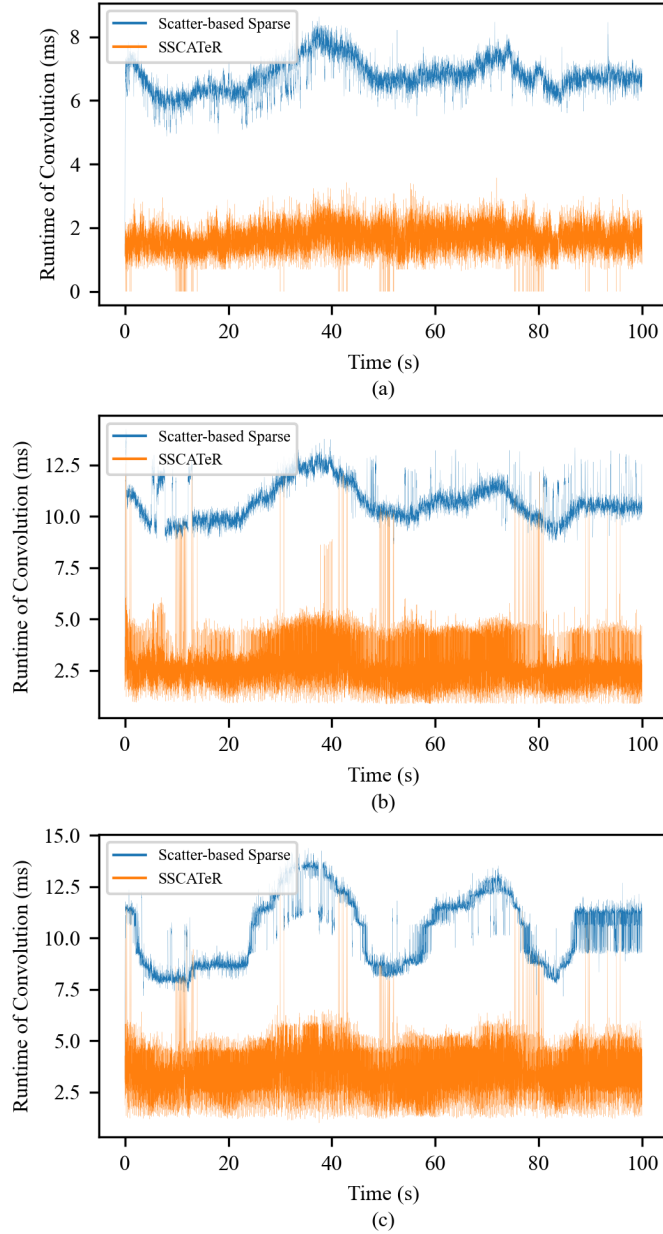 Scatter-based Sparse
SSCATeR
8
6
4
2
0
Runtime of Convolution (ms)
0 20 40 60 80 100
Time (s)
(a)
Scatter-based Sparse
SSCATeR
12.5
10.0
7.5
5.0
2.5
Runtime of Convolution (ms)
0 20 40 60 80 100
Time (s)
(b)
15.0
Scatter-based Sparse
SSCATeR
12.5
10.0
7.5
5.0
2.5
Runtime of Convolution (ms)
0 20 40 60 80 100
Time (s)
(c)